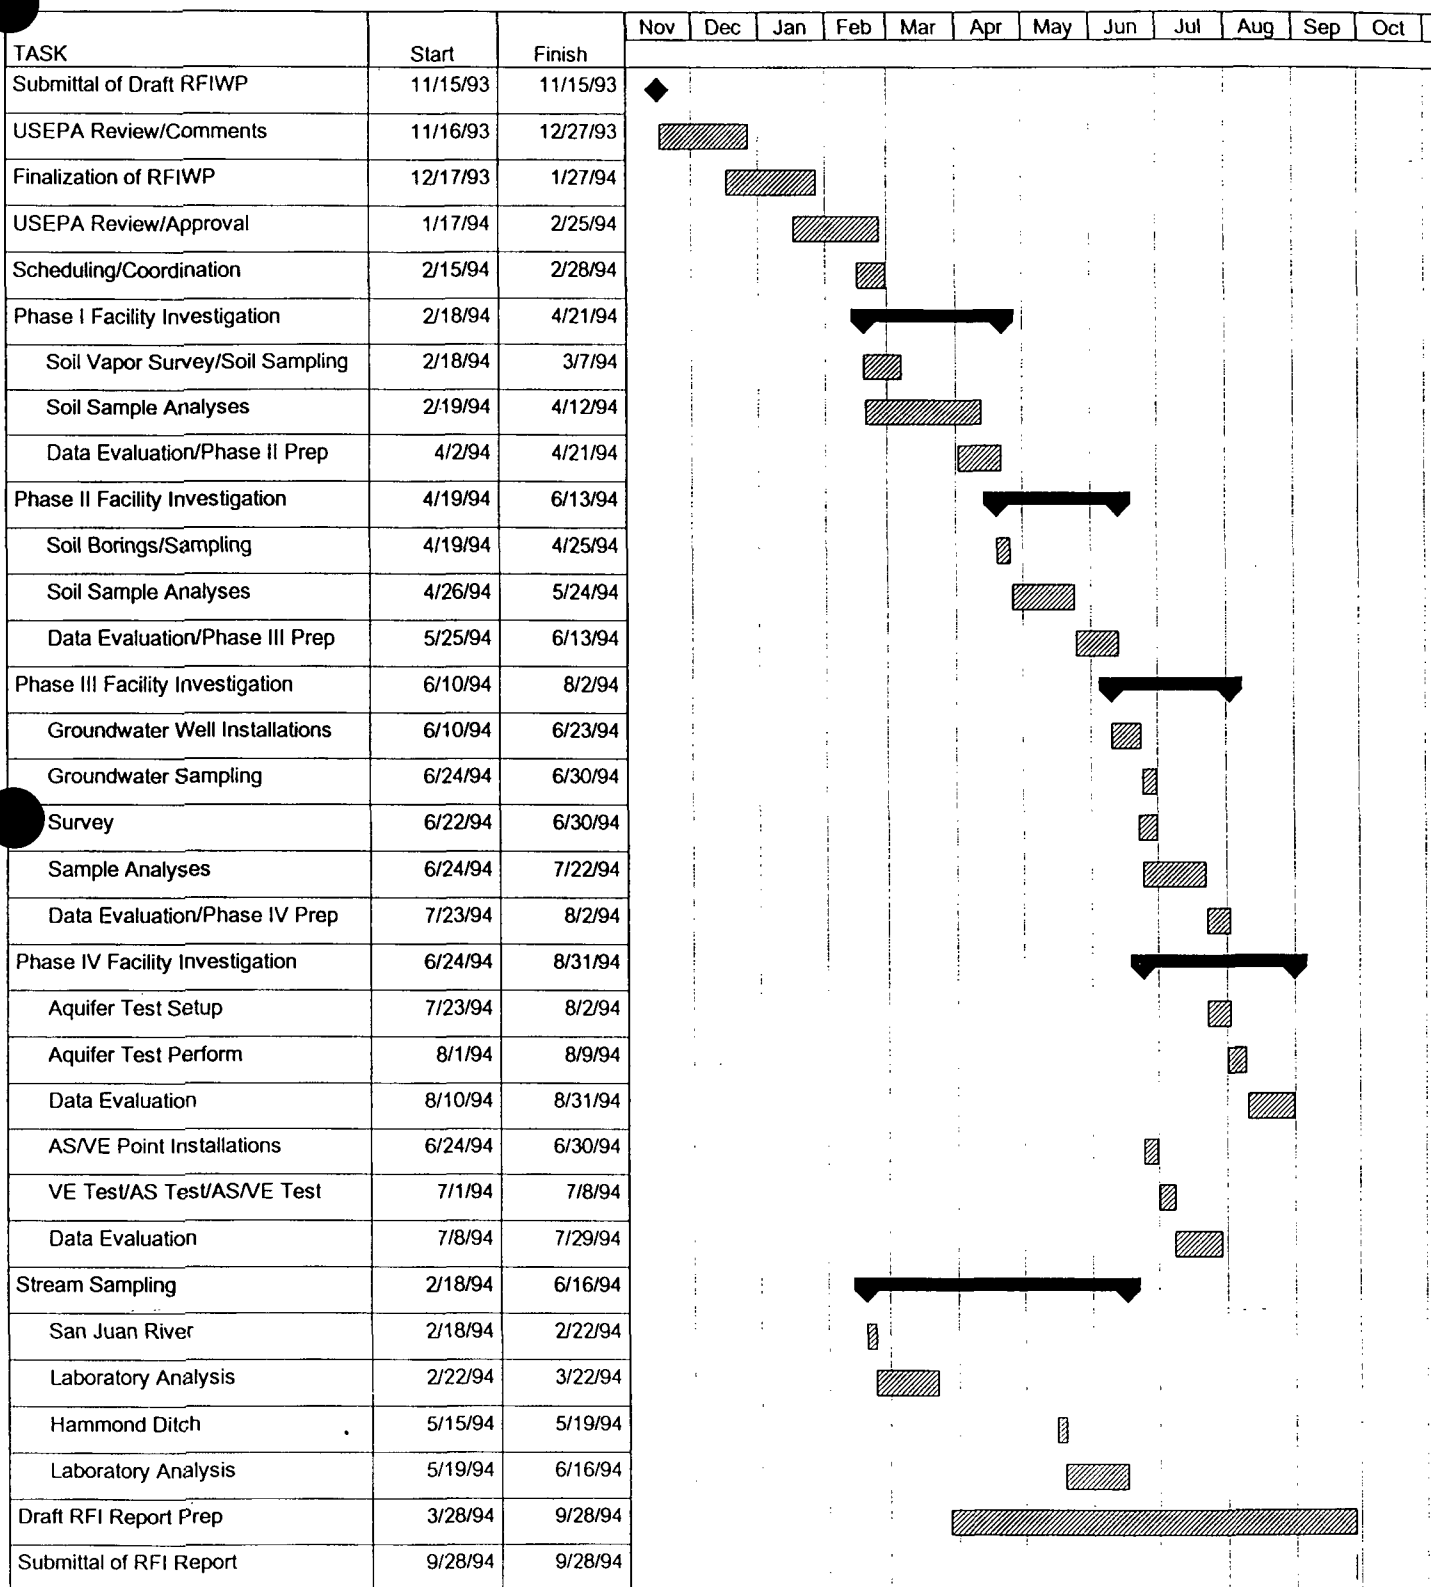 Nov Dec Jan Feb Mar Apr May Jun Jul Aug Sep Oct
TASK Start Finish
Submittal of Draft RFIWP 11/15/93 11/15/93
USEPA Review/Comments 11/16/93 12/27/93
Finalization of RFIWP 12/17/93 1/27/94
USEPA Review/Approval 1/17/94 2/25/94
Scheduling/Coordination 2/15/94 2/28/94
Phase I Facility Investigation 2/18/94 4/21/94
Soil Vapor Survey/Soil Sampling 2/18/94 3/7/94
Soil Sample Analyses 2/19/94 4/12/94
Data Evaluation/Phase II Prep 4/2/94 4/21/94
Phase II Facility Investigation 4/19/94 6/13/94
Soil Borings/Sampling 4/19/94 4/25/94
Soil Sample Analyses 4/26/94 5/24/94
Data Evaluation/Phase III Prep 5/25/94 6/13/94
Phase III Facility Investigation 6/10/94 8/2/94
Groundwater Well Installations 6/10/94 6/23/94
Groundwater Sampling 6/24/94 6/30/94
Survey 6/22/94 6/30/94
Sample Analyses 6/24/94 7/22/94
Data Evaluation/Phase IV Prep 7/23/94 8/2/94
Phase IV Facility Investigation 6/24/94 8/31/94
Aquifer Test Setup 7/23/94 8/2/94
Aquifer Test Perform 8/1/94 8/9/94
Data Evaluation 8/10/94 8/31/94
AS/VE Point Installations 6/24/94 6/30/94
VE Test/AS Test/AS/VE Test 7/1/94 7/8/94
Data Evaluation 7/8/94 7/29/94
Stream Sampling 2/18/94 6/16/94
San Juan River 2/18/94 2/22/94
Laboratory Analysis 2/22/94 3/22/94
Hammond Ditch 5/15/94 5/19/94
Laboratory Analysis 5/19/94 6/16/94
Draft RFI Report Prep 3/28/94 9/28/94
Submittal of RFI Report 9/28/94 9/28/94